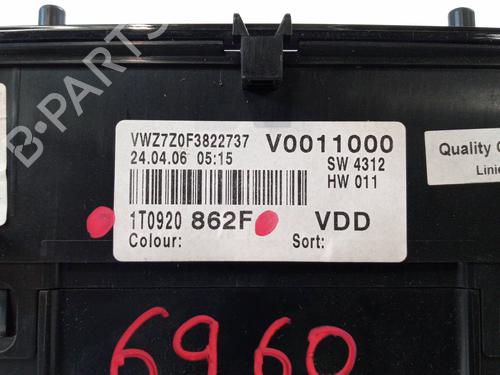 VWZ7Z0F3822737 V0011000
24.04.06 05:15 SW 4312
HW 011
1T0920 862F VDD
Colour: Sort:
Quality
Linie
6960
B-PARTS